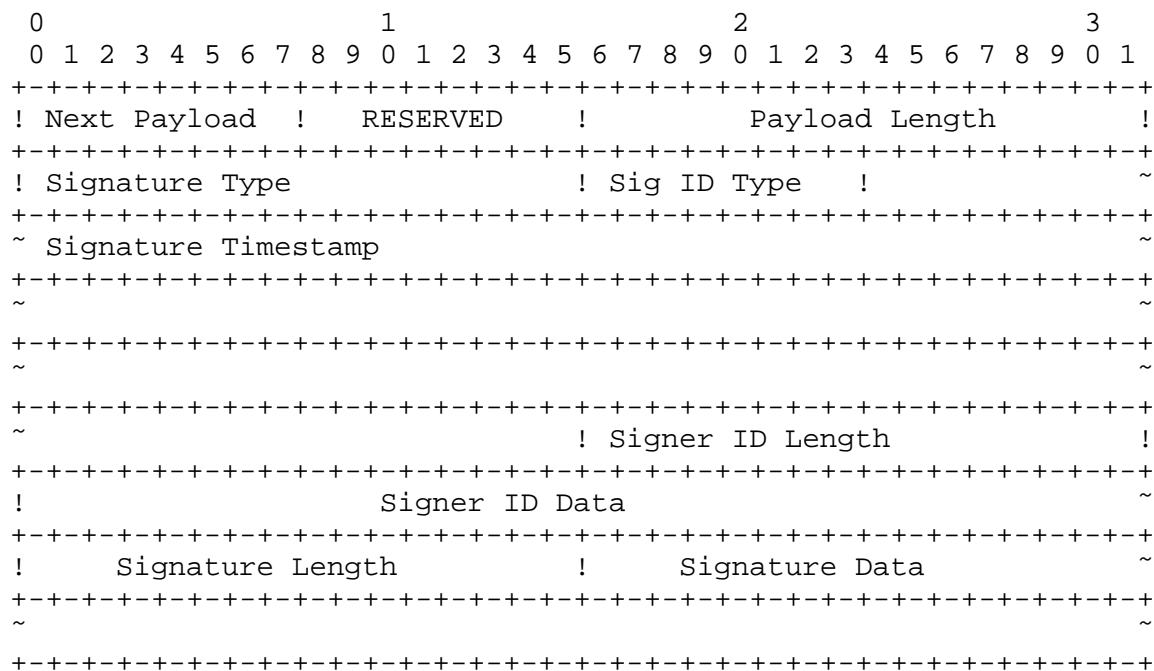 0                   1                   2                   3
 0 1 2 3 4 5 6 7 8 9 0 1 2 3 4 5 6 7 8 9 0 1 2 3 4 5 6 7 8 9 0 1
+-+-+-+-+-+-+-+-+-+-+-+-+-+-+-+-+-+-+-+-+-+-+-+-+-+-+-+-+-+-+-+-+
! Next Payload  !   RESERVED    !         Payload Length        !
+-+-+-+-+-+-+-+-+-+-+-+-+-+-+-+-+-+-+-+-+-+-+-+-+-+-+-+-+-+-+-+-+
! Signature Type                ! Sig ID Type   !               ~
+-+-+-+-+-+-+-+-+-+-+-+-+-+-+-+-+-+-+-+-+-+-+-+-+-+-+-+-+-+-+-+-+
~ Signature Timestamp                                           ~
+-+-+-+-+-+-+-+-+-+-+-+-+-+-+-+-+-+-+-+-+-+-+-+-+-+-+-+-+-+-+-+-+
~                                                               ~
+-+-+-+-+-+-+-+-+-+-+-+-+-+-+-+-+-+-+-+-+-+-+-+-+-+-+-+-+-+-+-+-+
~                                                               ~
+-+-+-+-+-+-+-+-+-+-+-+-+-+-+-+-+-+-+-+-+-+-+-+-+-+-+-+-+-+-+-+-+
~                               ! Signer ID Length              !
+-+-+-+-+-+-+-+-+-+-+-+-+-+-+-+-+-+-+-+-+-+-+-+-+-+-+-+-+-+-+-+-+
!                    Signer ID Data                             ~
+-+-+-+-+-+-+-+-+-+-+-+-+-+-+-+-+-+-+-+-+-+-+-+-+-+-+-+-+-+-+-+-+
!     Signature Length          !     Signature Data            ~
+-+-+-+-+-+-+-+-+-+-+-+-+-+-+-+-+-+-+-+-+-+-+-+-+-+-+-+-+-+-+-+-+
~                                                               ~
+-+-+-+-+-+-+-+-+-+-+-+-+-+-+-+-+-+-+-+-+-+-+-+-+-+-+-+-+-+-+-+-+